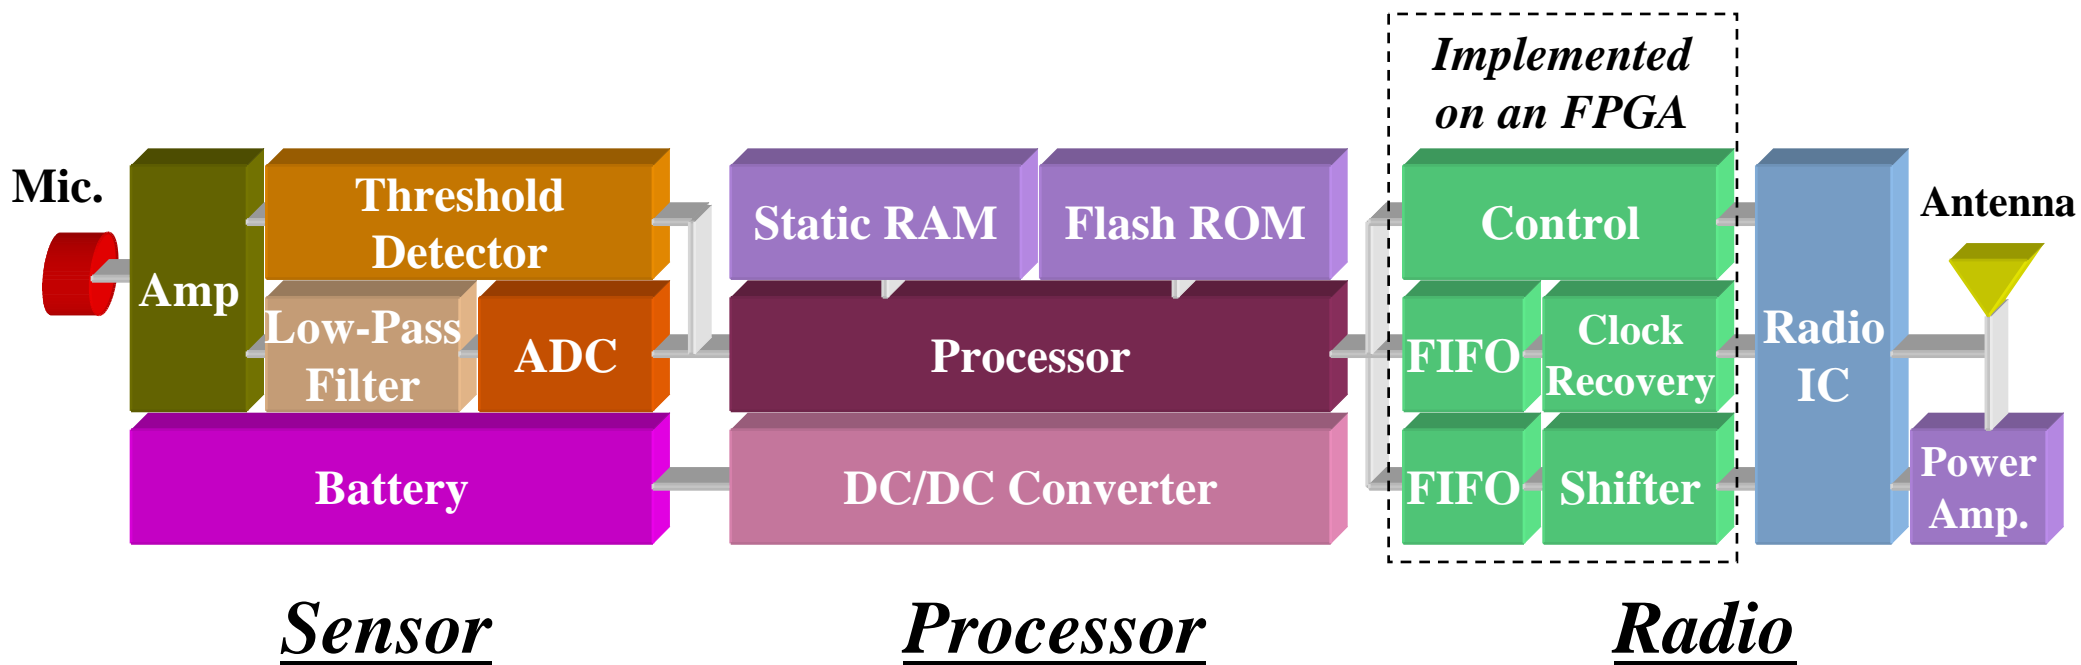 Implemented
on an FPGA
Mic.
Amp
Threshold
Detector
Low-Pass
Filter
ADC
Battery
Static RAM
Flash ROM
Processor
DC/DC Converter
Control
FIFO
Clock
Recovery
FIFO
Shifter
Radio
IC
Antenna
Power
Amp.
Sensor
Processor
Radio